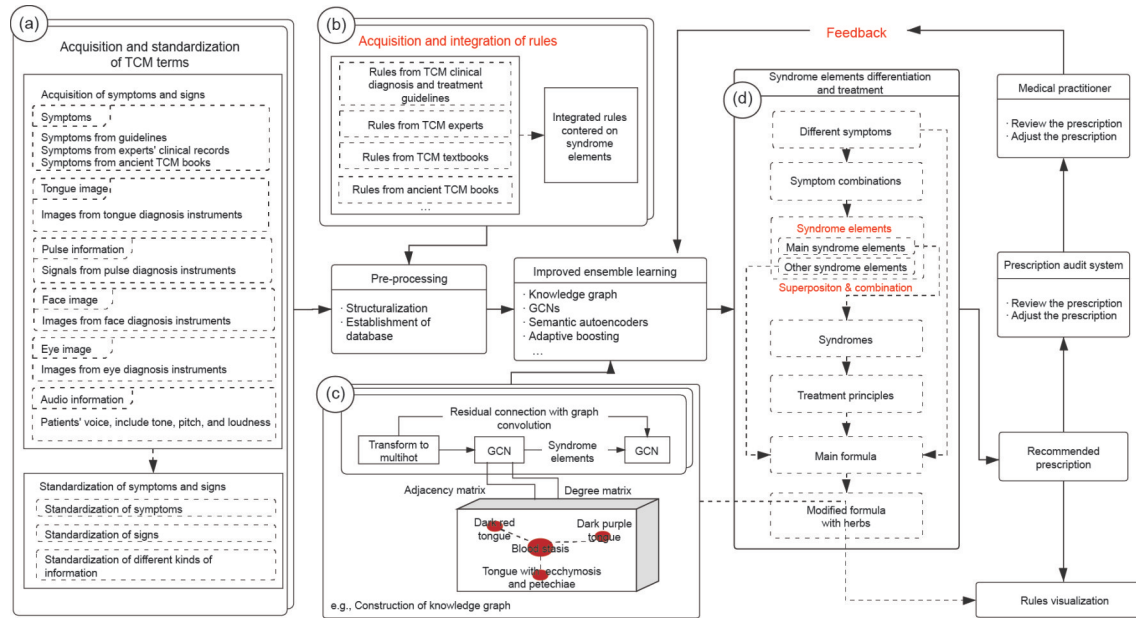 (a)
Acquisition and standardization
of TCM terms
Acquisition of symptoms and signs
Symptoms
Symptoms from guidelines
Symptoms from experts' clinical records
Symptoms from ancient TCM books
Tongue image
Images from tongue diagnosis instruments
Pulse information
Signals from pulse diagnosis instruments
Face image
Images from face diagnosis instruments
Eye image
Images from eye diagnosis instruments
Audio information
Patients' voice, include tone, pitch, and loudness
Standardization of symptoms and signs
Standardization of symptoms
Standardization of signs
Standardization of different kinds of
information
(b)
Acquisition and integration of rules
Rules from TCM clinical
diagnosis and treatment
guidelines
Rules from TCM experts
Rules from TCM textbooks
Rules from ancient TCM books
...
Integrated rules
contered on
syndrome
elements
Pre-processing
· Structuralization
· Establishment of
database
Improved ensemble learning
· Knowledge graph
· GCNs
· Semantic autoencoders
· Adaptive boosting
...
(c)
Residual connection with graph
convolution
Transform to
multihot
GCN
Syndrome
elements
GCN
Adjacency matrix
Degree matrix
Dark red
tongue
Dark purple
tongue
Blood stasis
Tongue with ecchymosis
and petechiae
e.g., Construction of knowledge graph
Feedback
(d)
Syndrome elements differentiation
and treatment
Different symptoms
Symptom combinations
Syndrome elements
Main syndrome elements
Other syndrome elements
Superpositon & combination
Syndromes
Treatment principles
Main formula
Modified formula
with herbs
Medical practitioner
· Review the prescription
· Adjust the prescription
Prescription audit system
· Review the prescription
· Adjust the prescription
Recommended
prescription
Rules visualization